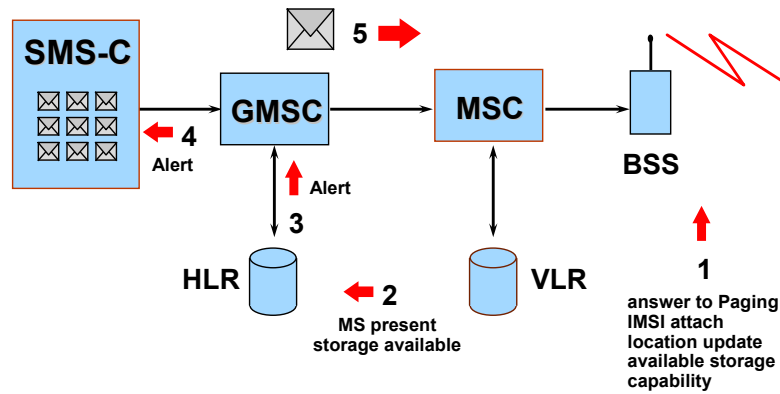 5
SMS-C
GMSC
MSC
4
Alert
Alert
BSS
3
HLR
2
VLR
1
MS present
storage available
answer to Paging
IMSI attach
location update
available storage
capability